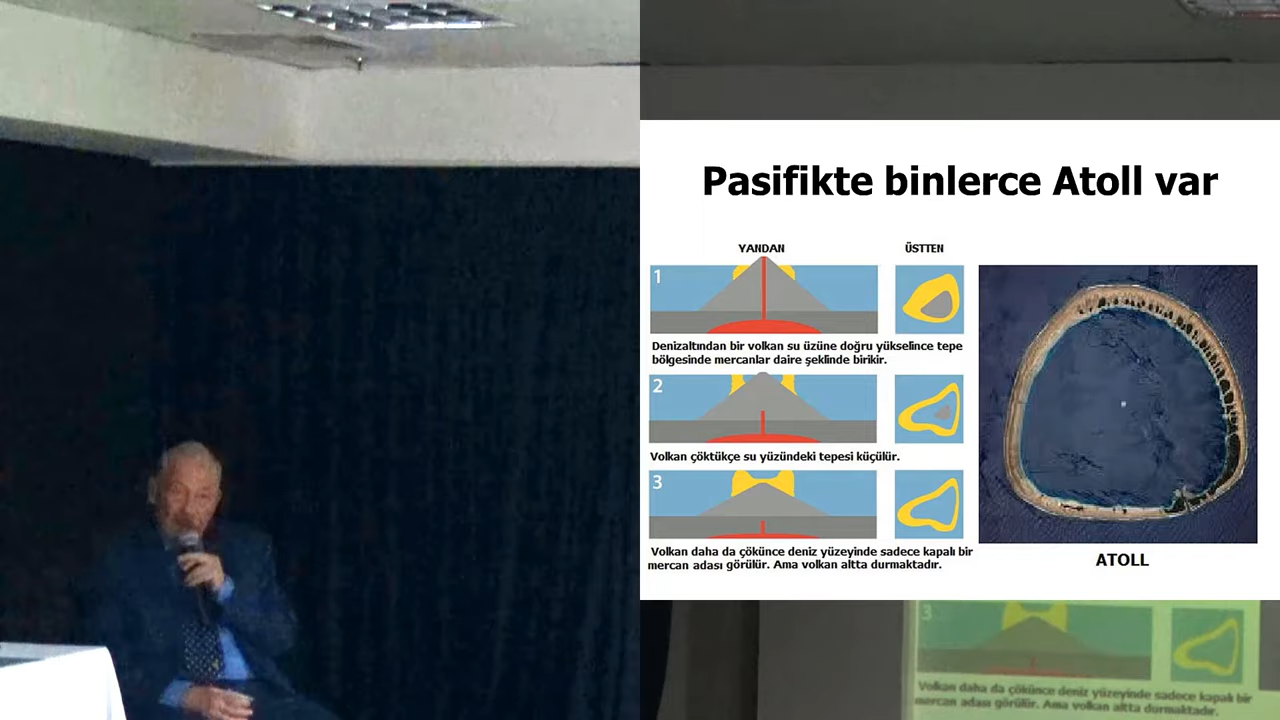 Pasifikte binlerce Atoll var
YANDAN
ÜSTTEN
1
Denizaltından bir volkan su üzüne doğru yükselince tepe
bölgesinde mercanlar daire şeklinde birikir.
2
Volkan çöktükçe su yüzündeki tepesi küçülür.
3
Volkan daha da çökünce deniz yüzeyinde sadece kapalı bir
mercan adası görülür. Ama volkan altta durmaktadır.
ATOLL
3
Volkan daha da çökünce deniz yüzeyinde sadece kapalı bir
mercan adası görülür. Ama volkan altta durmaktadır.